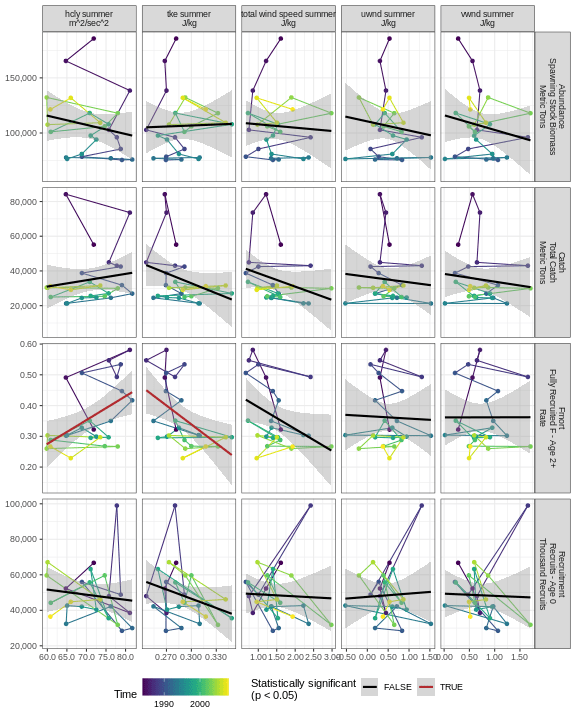 hdy summer
m^2/sec^2
tke summer
J/kg
total wind speed summer
J/kg
uwnd summer
J/kg
vwnd summer
J/kg
150,000
100,000
Abundance
Spawning Stock Biomass
Metric Tons
80,000
60,000
40,000
20,000
Catch
Total Catch
Metric Tons
0.60
0.50
0.40
0.30
0.20
Fmort
Fully Recruited F - Age 2+
Rate
100,000
80,000
60,000
40,000
20,000
Recruitment
Recruits - Age 0
Thousand Recruits
60.0 65.0 70.0 75.0 80.0
0.270 0.300 0.330
1.00 1.50 2.00 2.50 3.00
0.00 0.50 1.00 1.50
0.00 0.50 1.00 1.50
Time
1990 2000
Statistically significant
(p < 0.05)
FALSE
TRUE